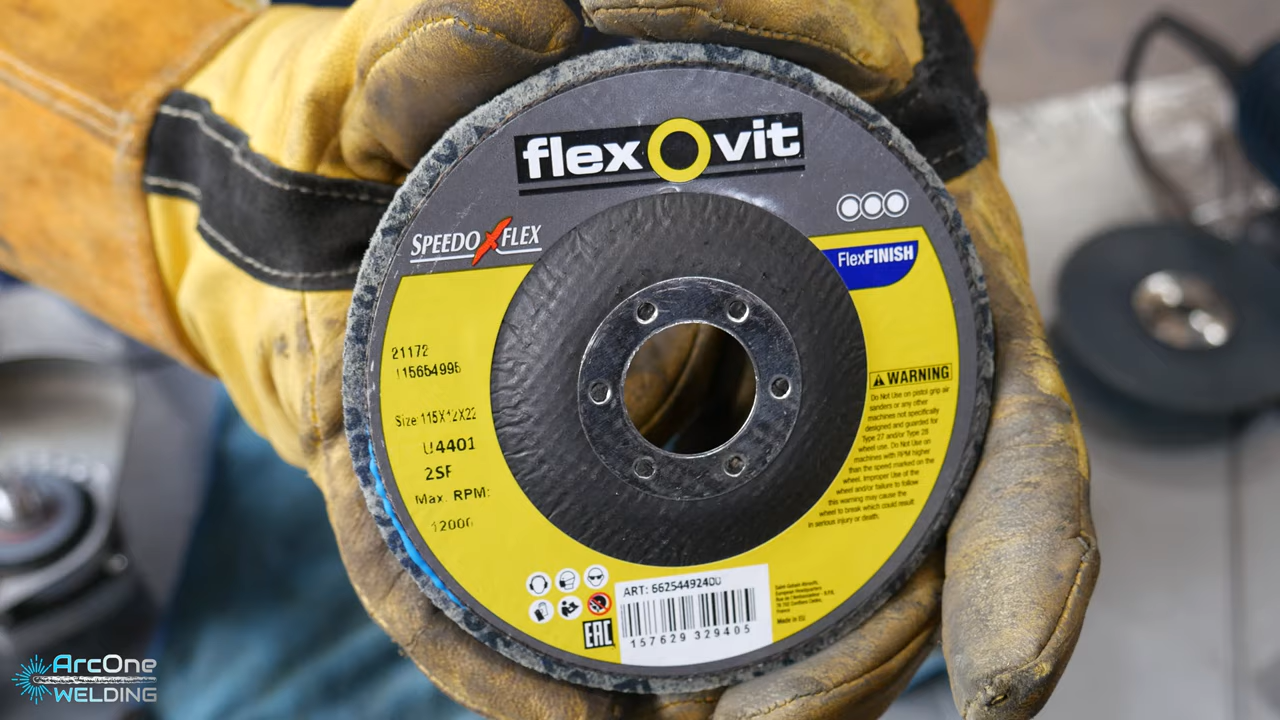 flexOvit
SPEEDO FLEX
FlexFINISH
21172
115654995
Size:115X12X22
U4401
2SF
Max. RPM:
12000
WARNING
Do Not Use on pistol grip air
sanders or any other
machines not specifically
designed and guarded for
Type 27 and/or Type 28
wheel use. Do Not Use on
machines with RPM higher
than the speed marked on the
wheel. Improper Use of the
wheel and/or failure to follow
this warning may cause the
wheel to break which could result
in serious injury or death.
ART: 66254492400
157629 329405
EAC
European Headquarters
France
Made in EU
ArcOne
WELDING